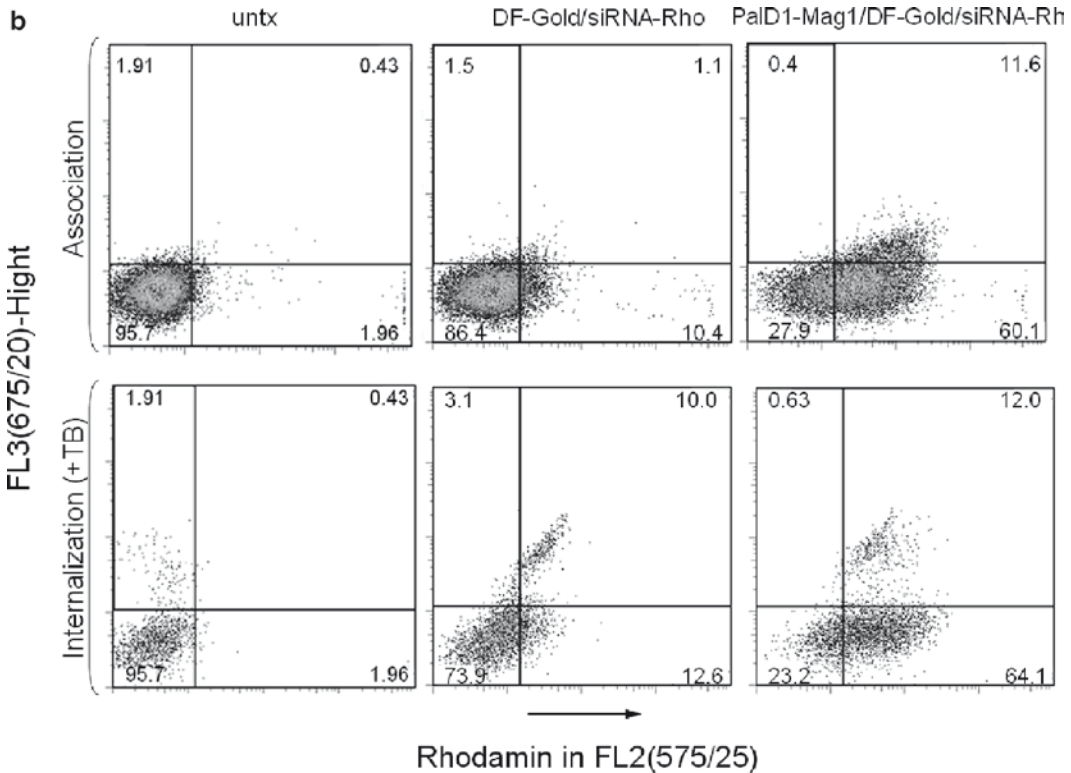 b
untx
DF-Gold/siRNA-Rho
PalD1-Mag1/DF-Gold/siRNA-Rh
FL3(675/20)-Hight
Association
1.91 0.43
95.7 1.96
1.5 1.1
86.4 10.4
0.4 11.6
27.9 60.1
Internalization (+TB)
1.91 0.43
95.7 1.96
3.1 10.0
73.9 12.6
0.63 12.0
23.2 64.1
Rhodamin in FL2(575/25)